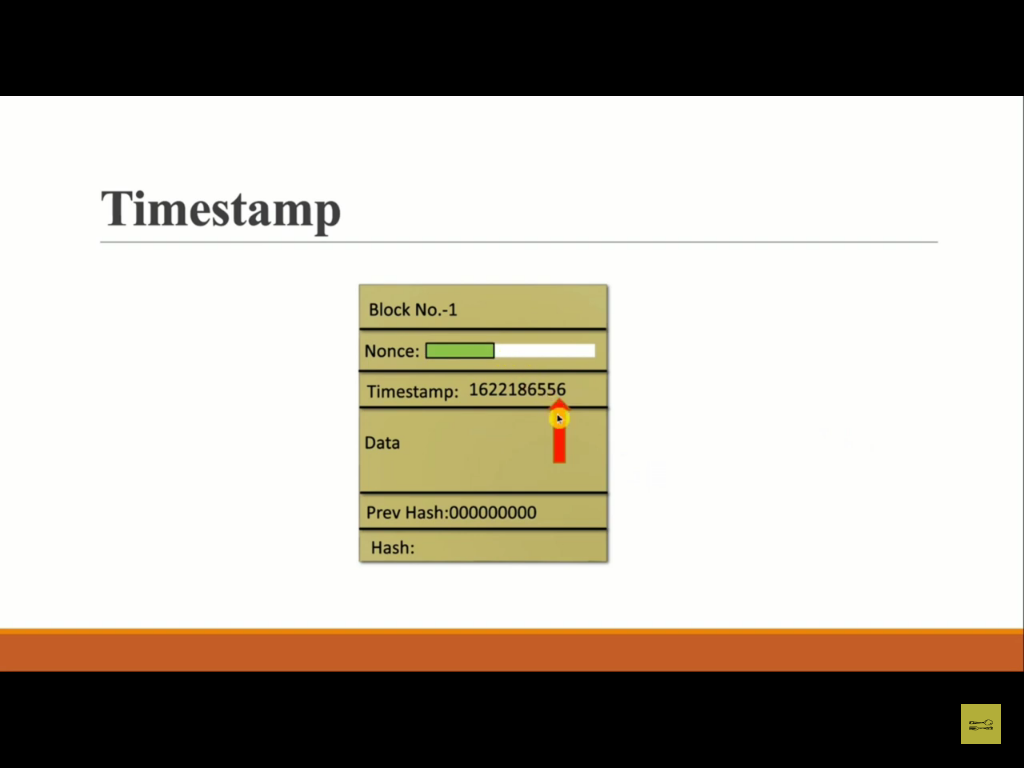 Timestamp
Block No.-1
Nonce:
Timestamp: 1622186556
Data
Prev Hash:000000000
Hash: